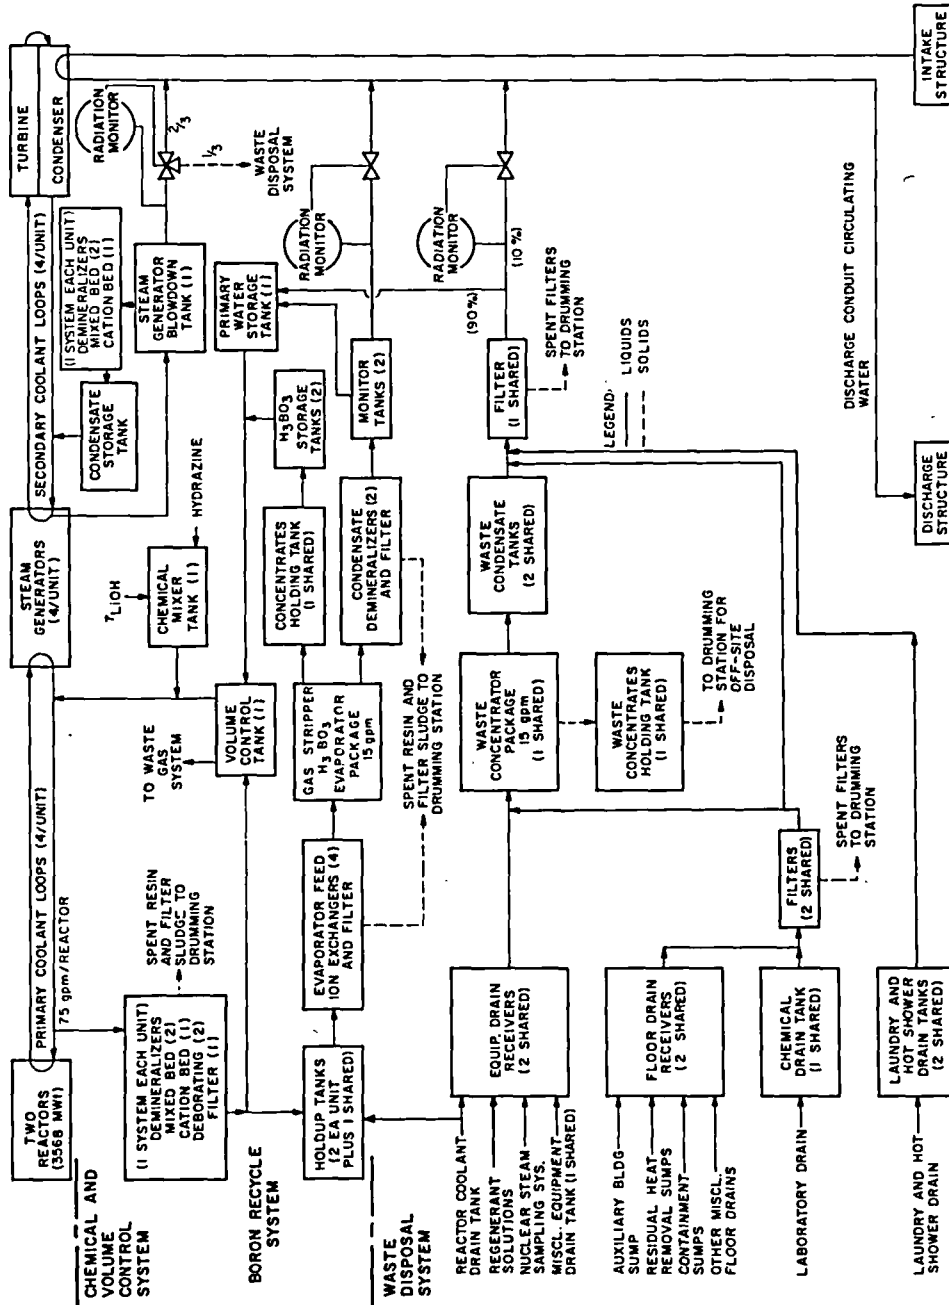 TWO
REACTORS
(3568 MWt)
PRIMARY COOLANT LOOPS (4/UNIT)
75 gpm/REACTOR
STEAM
GENERATORS
(4/UNIT)
SECONDARY COOLANT LOOPS (4/UNIT)
TURBINE
CONDENSER
CHEMICAL AND
VOLUME
CONTROL
SYSTEM
(1 SYSTEM EACH UNIT)
DEMINERALIZERS
MIXED BED (2)
CATION BED (1)
DEBORATING (2)
FILTER (1)
SPENT RESIN
AND FILTER
SLUDGE TO
DRUMMING
STATION
7LiOH
HYDRAZINE
CHEMICAL
MIXER
TANK (1)
TO WASTE
GAS
SYSTEM
VOLUME
CONTROL
TANK (1)
CONDENSATE
STORAGE
TANK
(1 SYSTEM EACH UNIT)
DEMINERALIZERS
MIXED BED (2)
CATION BED (1)
STEAM
GENERATOR
BLOWDOWN
TANK (1)
RADIATION
MONITOR
2/3
1/3
WASTE
DISPOSAL
SYSTEM
BORON RECYCLE
SYSTEM
HOLDUP TANKS
(2 EA UNIT
PLUS 1 SHARED)
EVAPORATOR FEED
ION EXCHANGERS (4)
AND FILTER
GAS STRIPPER
H3 BO3
EVAPORATOR
PACKAGE
15 gpm
CONCENTRATES
HOLDING TANK
(1 SHARED)
H3BO3
STORAGE
TANKS (2)
PRIMARY
WATER
STORAGE
TANK (1)
CONDENSATE
DEMINERALIZERS (2)
AND FILTER
MONITOR
TANKS (2)
RADIATION
MONITOR
SPENT RESIN AND
FILTER SLUDGE TO
DRUMMING STATION
WASTE
DISPOSAL
SYSTEM
REACTOR COOLANT
DRAIN TANK
REGENERANT
SOLUTIONS
NUCLEAR STEAM
SAMPLING SYS.
MISCL. EQUIPMENT
DRAIN TANK (1 SHARED)
EQUIP. DRAIN
RECEIVERS
(2 SHARED)
WASTE
CONCENTRATOR
PACKAGE
15 gpm
(1 SHARED)
WASTE
CONDENSATE
TANKS
(2 SHARED)
FILTER
(1 SHARED)
(90%)
(10%)
RADIATION
MONITOR
SPENT FILTERS
TO DRUMMING
STATION
WASTE
CONCENTRATES
HOLDING TANK
(1 SHARED)
TO DRUMMING
STATION FOR
OFF-SITE
DISPOSAL
LEGEND:
LIQUIDS
SOLIDS
AUXILIARY BLDG
SUMP
RESIDUAL HEAT
REMOVAL SUMPS
CONTAINMENT
SUMPS
OTHER MISCL.
FLOOR DRAINS
FLOOR DRAIN
RECEIVERS
(2 SHARED)
LABORATORY DRAIN
CHEMICAL
DRAIN TANK
(1 SHARED)
FILTERS
(2 SHARED)
SPENT FILTERS
TO DRUMMING
STATION
LAUNDRY AND HOT
SHOWER DRAIN
LAUNDRY AND
HOT SHOWER
DRAIN TANKS
(2 SHARED)
DISCHARGE CONDUIT CIRCULATING
WATER
DISCHARGE
STRUCTURE
INTAKE
STRUCTURE